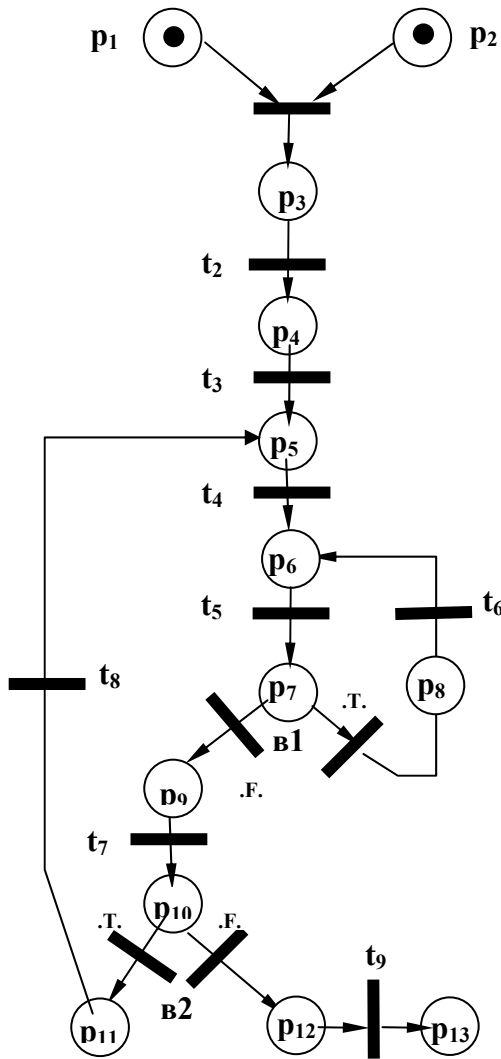 p1 p2
p3
t2
p4
t3
p5
t4
p6
t5 t6
t8 p7 p8
.T.
в1
p9 .F.
t7
p10
.T. .F.
t9
в2
p11 p12 p13